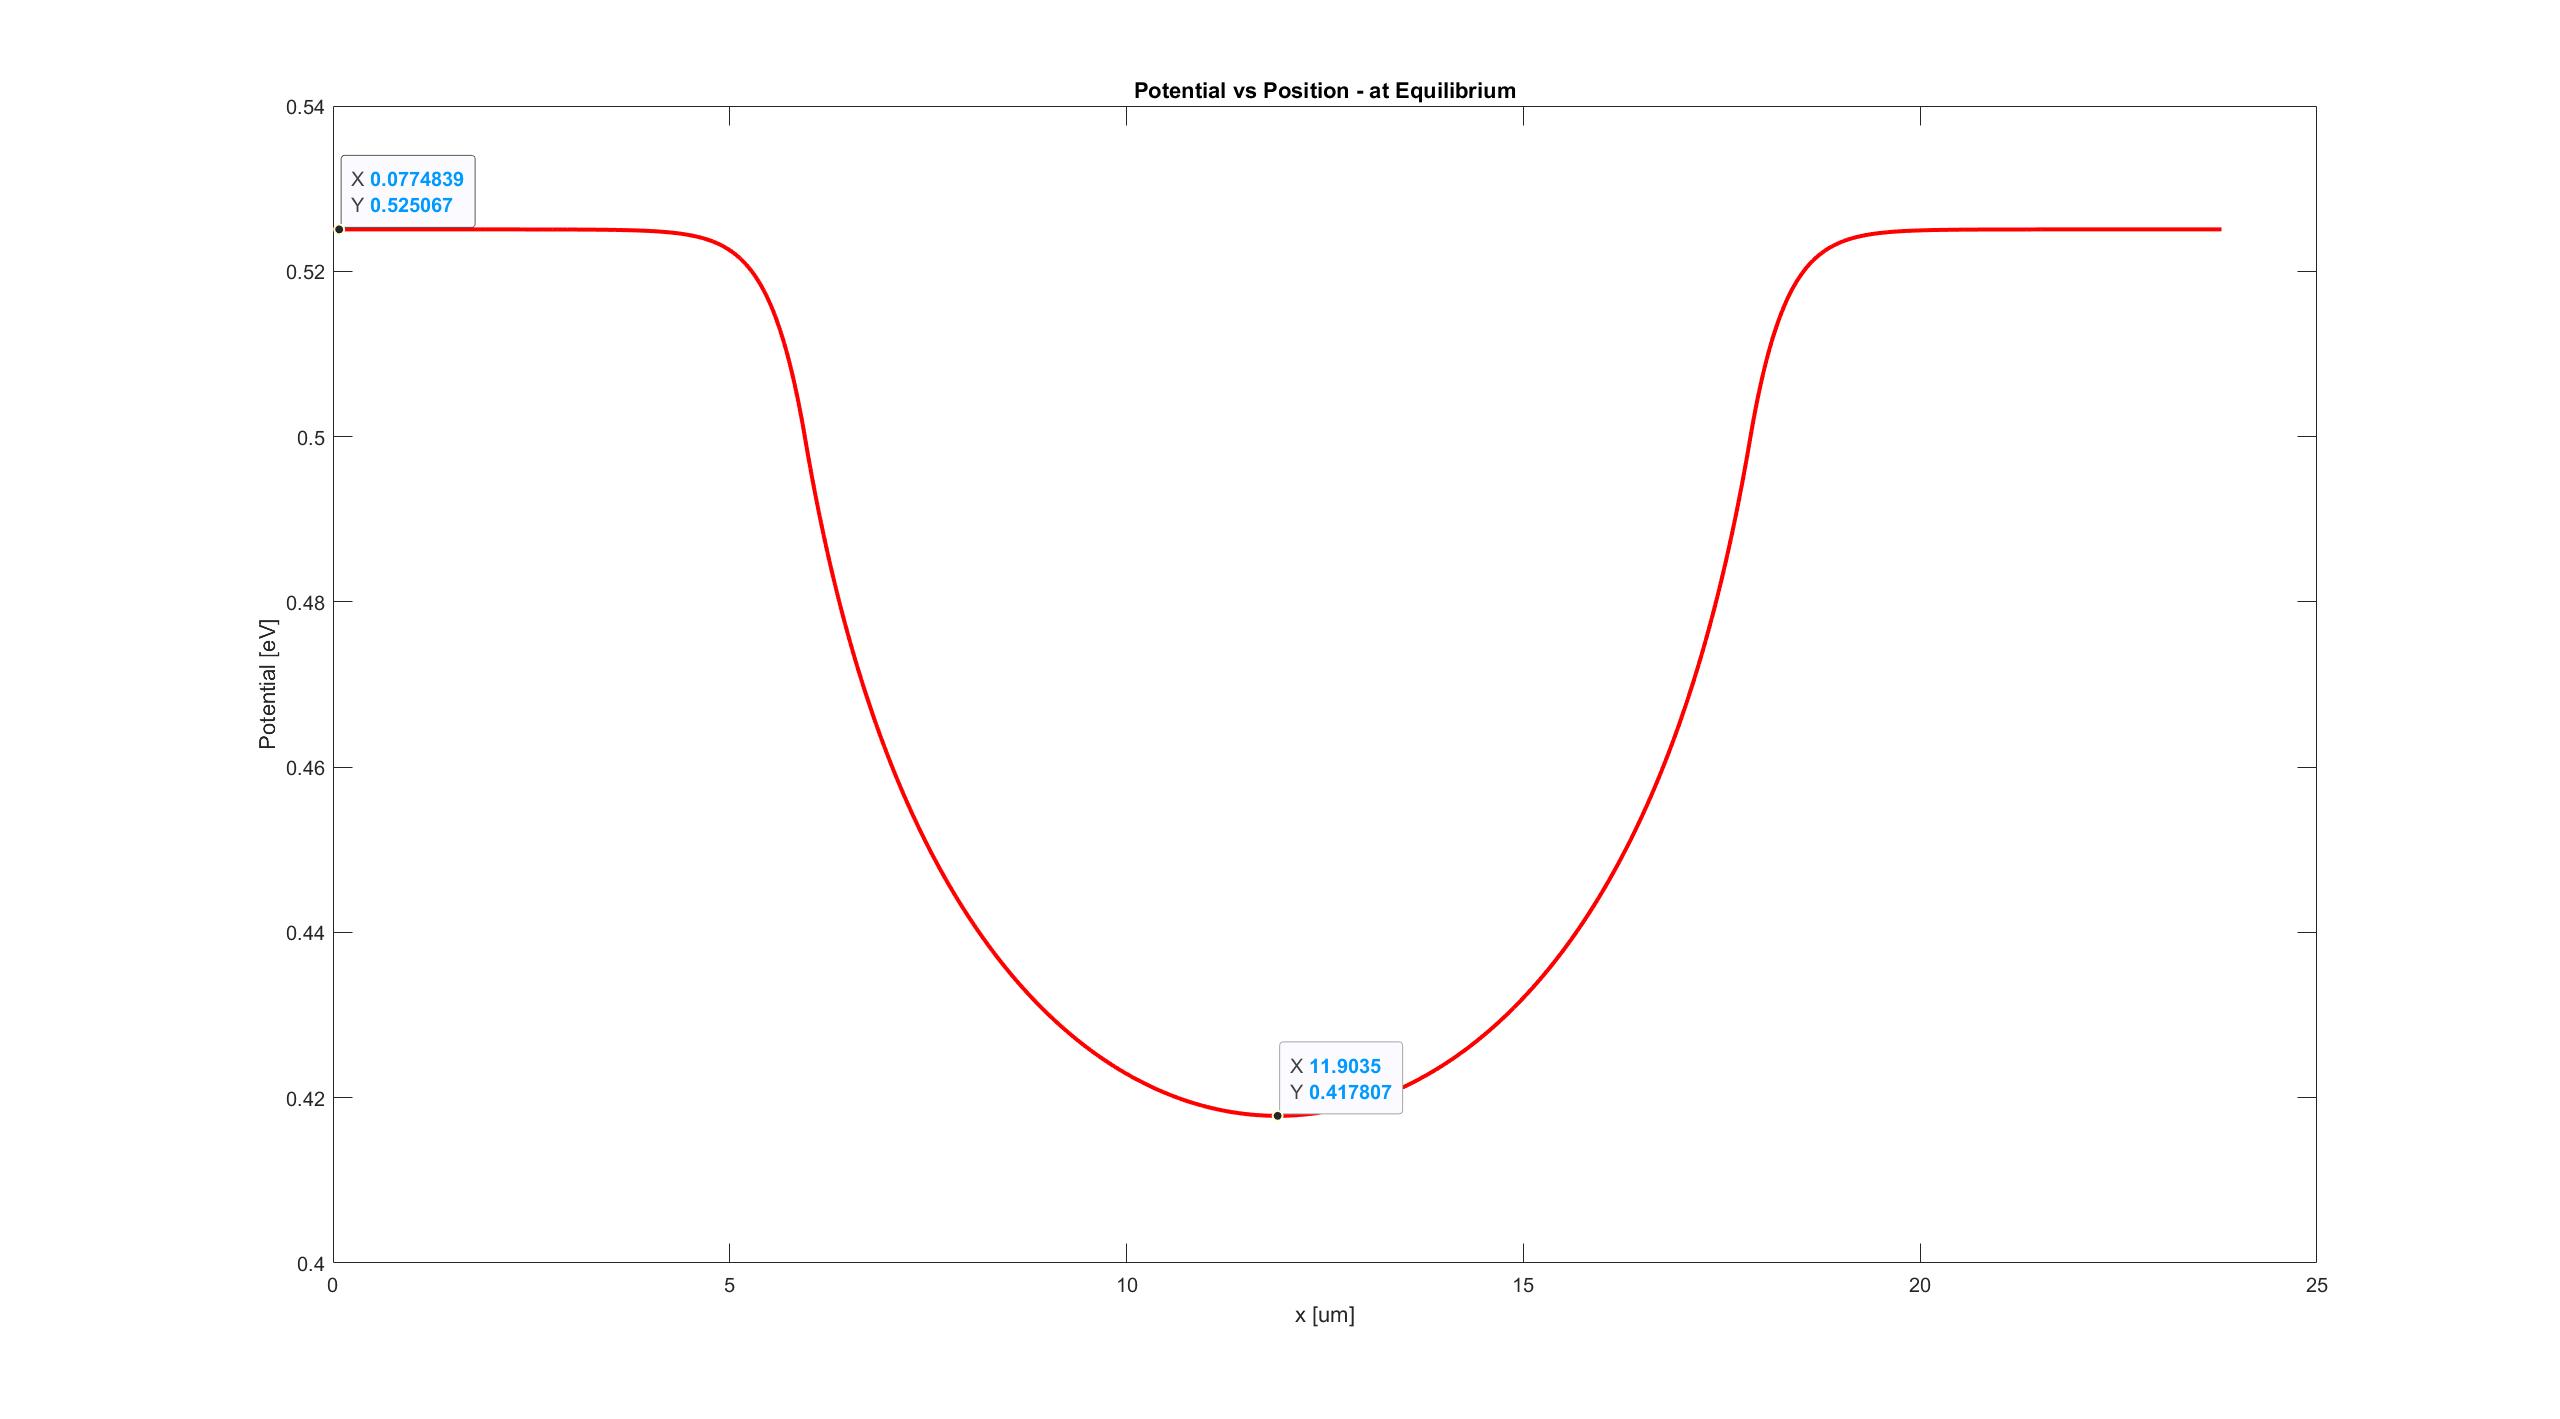 Potential vs Position - at Equilibrium
0.54
X 0.0774839
Y 0.525067
0.52
0.5
0.48
Potential [eV]
0.46
0.44
X 11.9035
Y 0.417807
0.42
0.4
0 5 10 15 20 25
x [um]